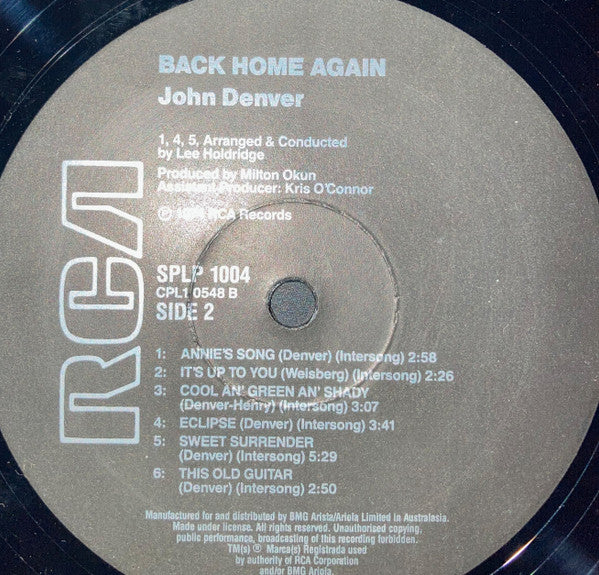 BACK HOME AGAIN
John Denver
1, 4, 5, Arranged & Conducted
by Lee Holdridge
Produced by Milton Okun
Assistant Producer: Kris O'Connor
℗ RCA Records
RCA
SPLP 1004
CPL1 0548 B
SIDE 2
1: ANNIE'S SONG (Denver) (Intersong) 2:58
2: IT'S UP TO YOU (Weisberg) (Intersong) 2:26
3: COOL AN' GREEN AN' SHADY
(Denver-Henry) (Intersong) 3:07
4: ECLIPSE (Denver) (Intersong) 3:41
5: SWEET SURRENDER
(Denver) (Intersong) 5:29
6: THIS OLD GUITAR
(Denver) (Intersong) 2:50
Manufactured for and distributed by BMG Arista/Ariola Limited in Australasia.
Made under license. All rights reserved. Unauthorised copying,
public performance, broadcasting of this recording forbidden.
TM(s) ® Marca(s) Registrada used
by authority of RCA Corporation
and/or BMG Ariola.